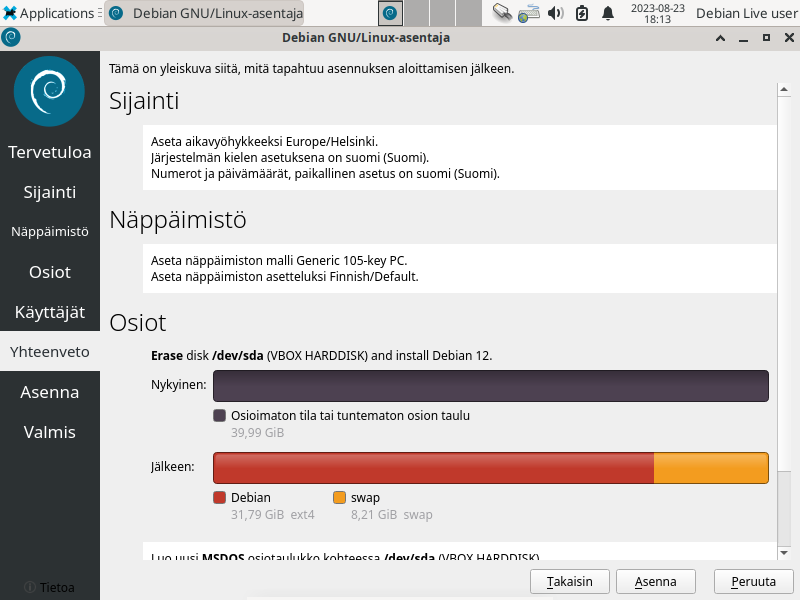 Applications
Debian GNU/Linux-asentaja
2023-08-23
18:13
Debian Live user
Debian GNU/Linux-asentaja
Tervetuloa
Sijainti
Näppäimistö
Osiot
Käyttäjät
Yhteenveto
Asenna
Valmis
Tietoa
Tämä on yleiskuva siitä, mitä tapahtuu asennuksen aloittamisen jälkeen.
Sijainti
Aseta aikavyöhykkeeksi Europe/Helsinki.
Järjestelmän kielen asetuksena on suomi (Suomi).
Numerot ja päivämäärät, paikallinen asetus on suomi (Suomi).
Näppäimistö
Aseta näppäimiston malli Generic 105-key PC.
Aseta näppäimiston asetteluksi Finnish/Default.
Osiot
Erase disk /dev/sda (VBOX HARDDISK) and install Debian 12.
Nykyinen:
Osioimaton tila tai tuntematon osion taulu
39,99 GiB
Jälkeen:
Debian
31,79 GiB ext4
swap
8,21 GiB swap
Luo uusi MSDOS osiotaulukko kohteessa /dev/sda (VBOX HARDDISK)
Takaisin
Asenna
Peruuta